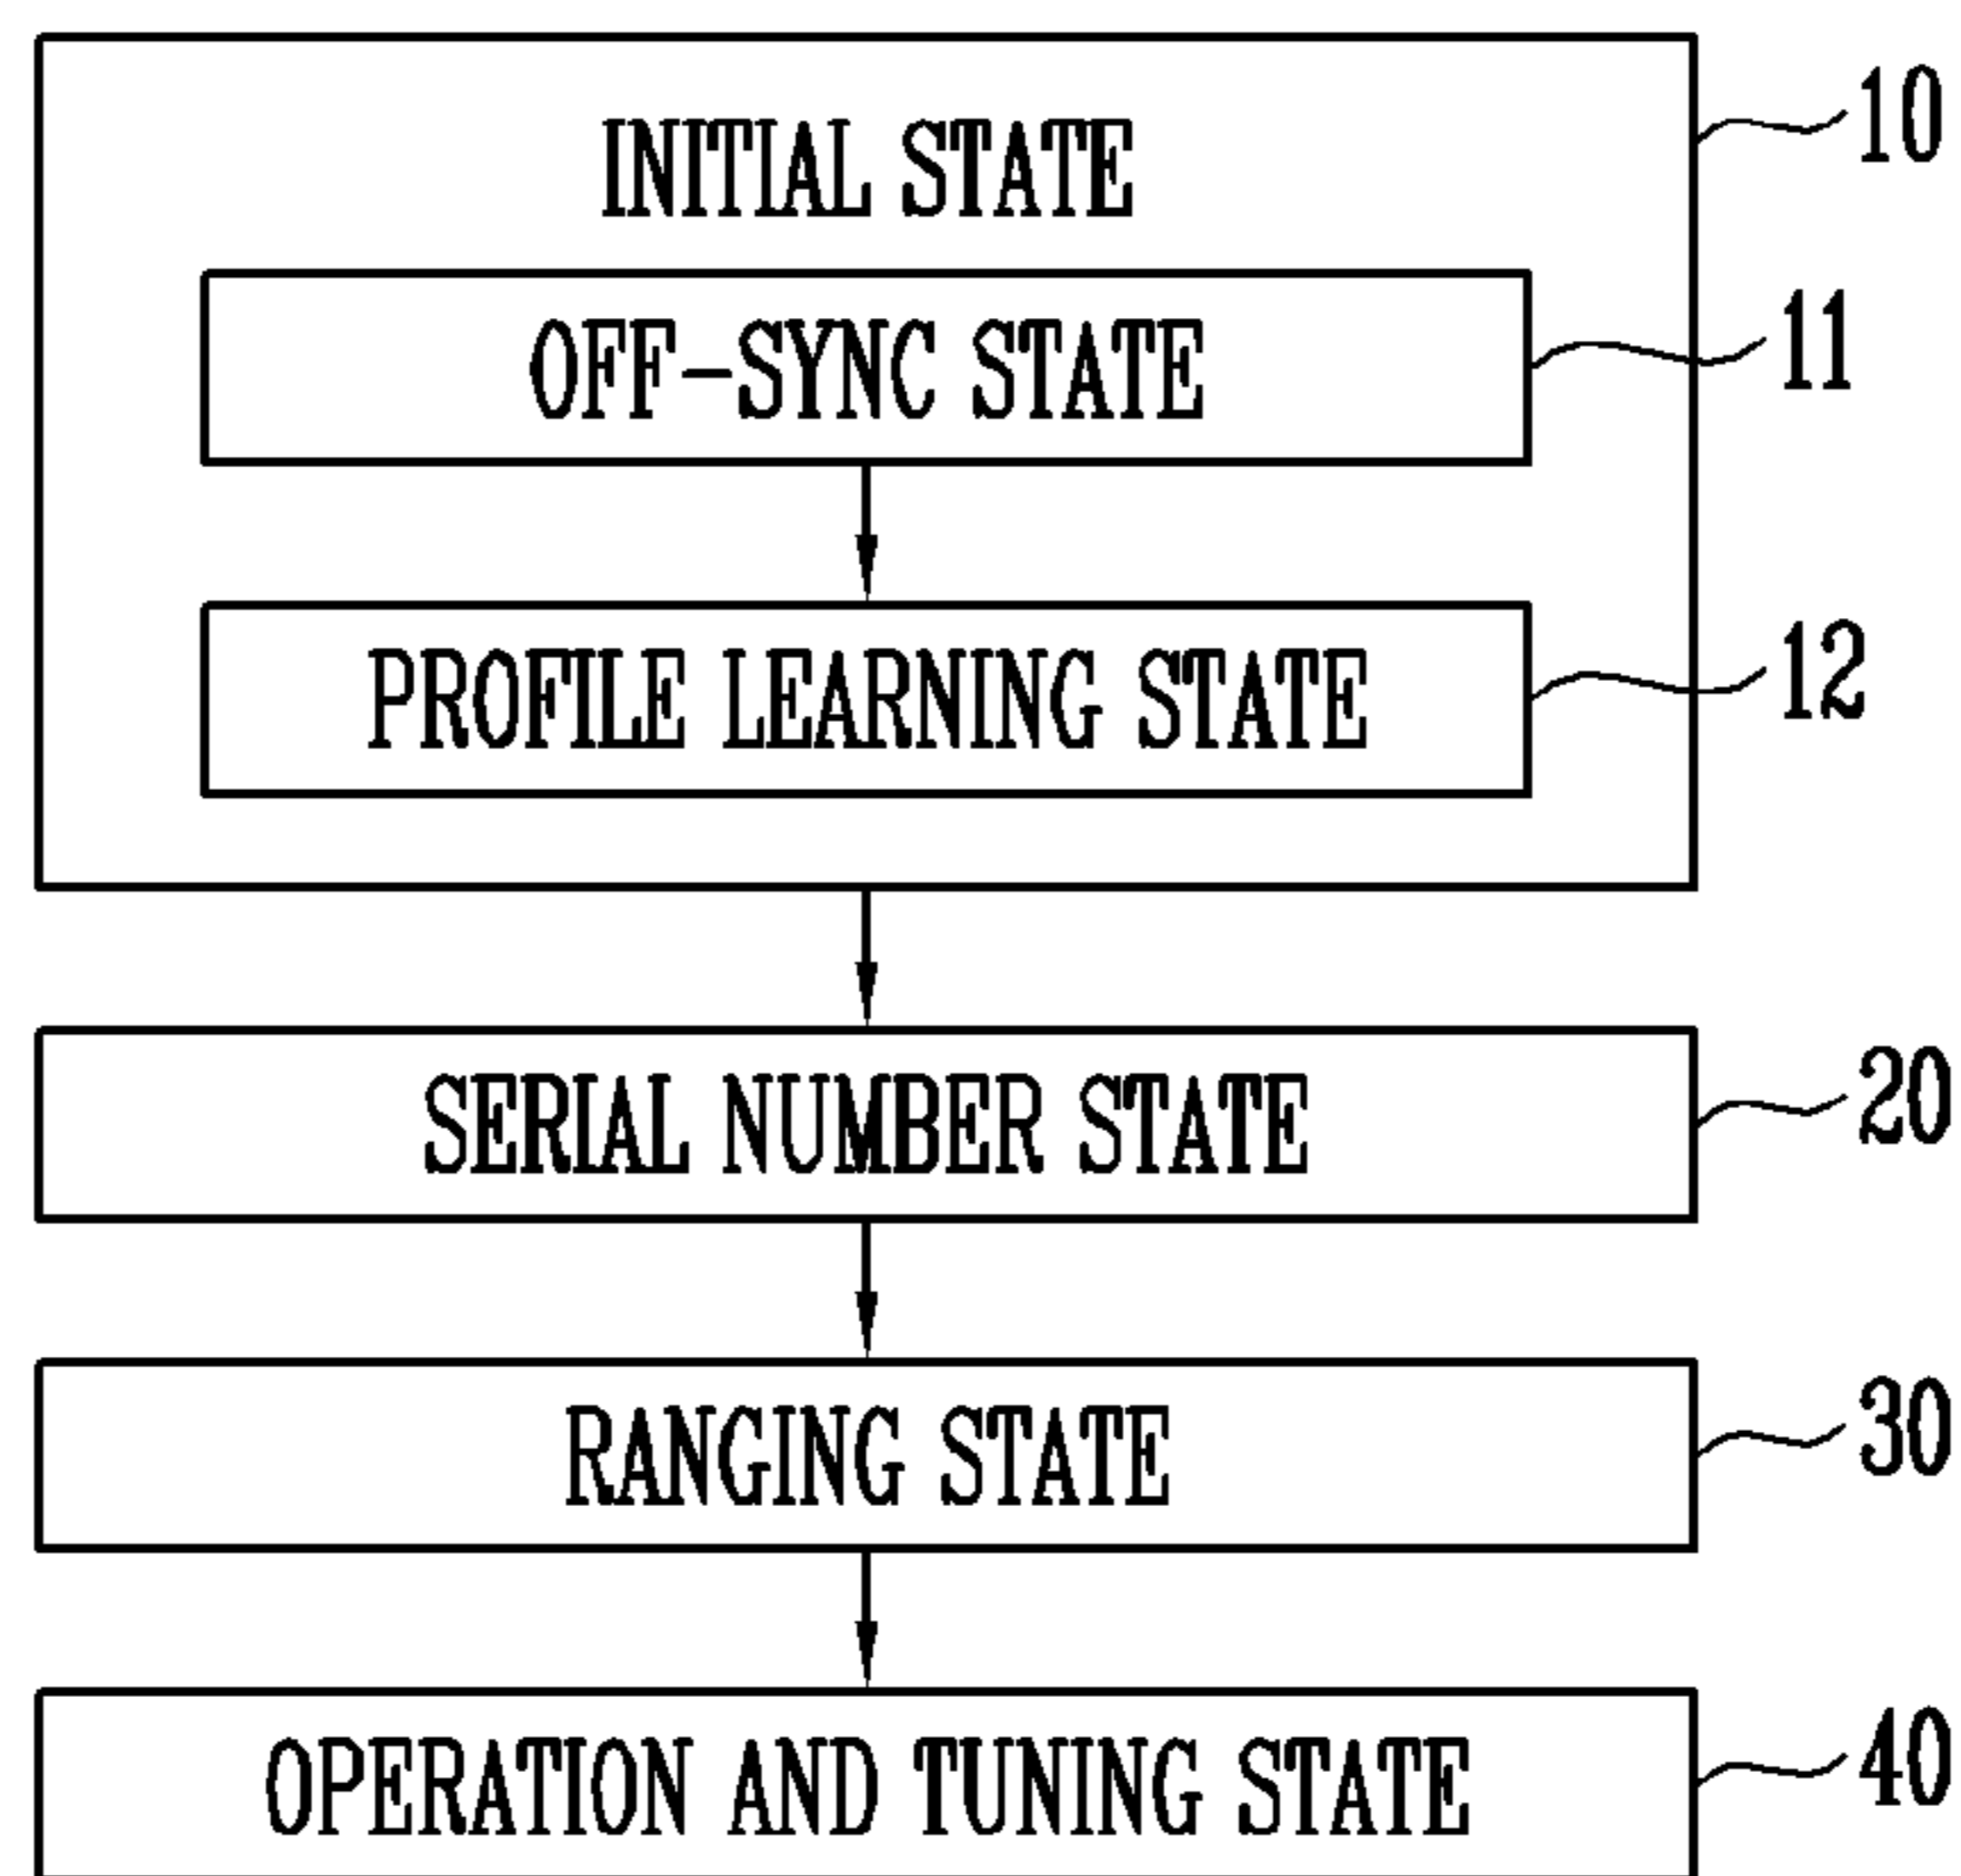 INITIAL STATE
10
OFF-SYNC STATE
11
PROFILE LEARNING STATE
12
SERIAL NUMBER STATE
20
RANGING STATE
30
OPERATION AND TUNING STATE
40